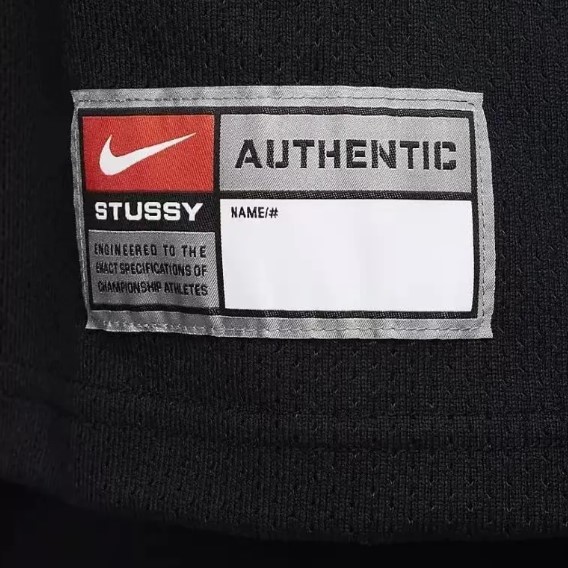 AUTHENTIC
STUSSY
NAME/#
ENGINEERED TO THE
EXACT SPECIFICATIONS OF
CHAMPIONSHIP ATHLETES